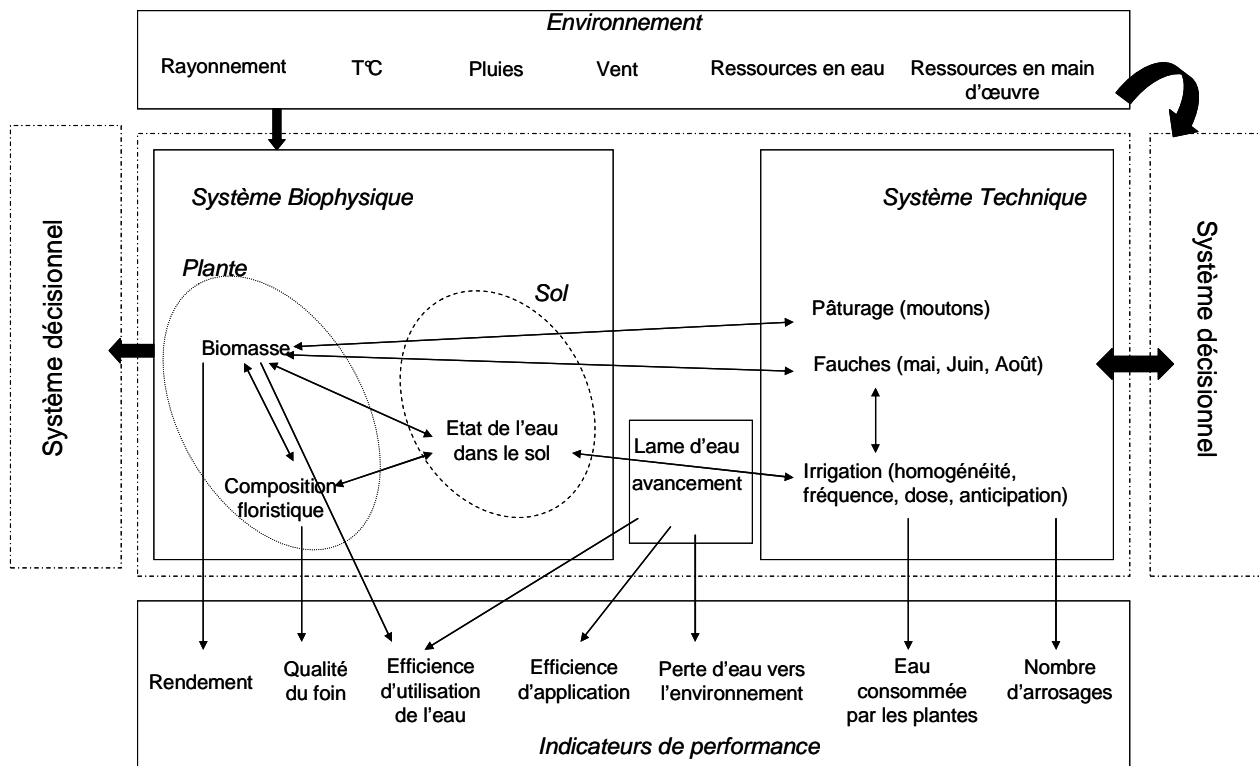 Environnement
Rayonnement
T°C
Pluies
Vent
Ressources en eau
Ressources en main
d'œuvre
Système décisionnel
Système Biophysique
Plante
Sol
Biomasse
Etat de l'eau
dans le sol
Composition
floristique
Lame d'eau
avancement
Système Technique
Pâturage (moutons)
Fauches (mai, Juin, Août)
Irrigation (homogénéité,
fréquence, dose, anticipation)
Système décisionnel
Rendement
Qualité
du foin
Efficience
d'utilisation
de l'eau
Efficience
d'application
Perte d'eau vers
l'environnement
Eau
consommée
par les plantes
Nombre
d'arrosages
Indicateurs de performance